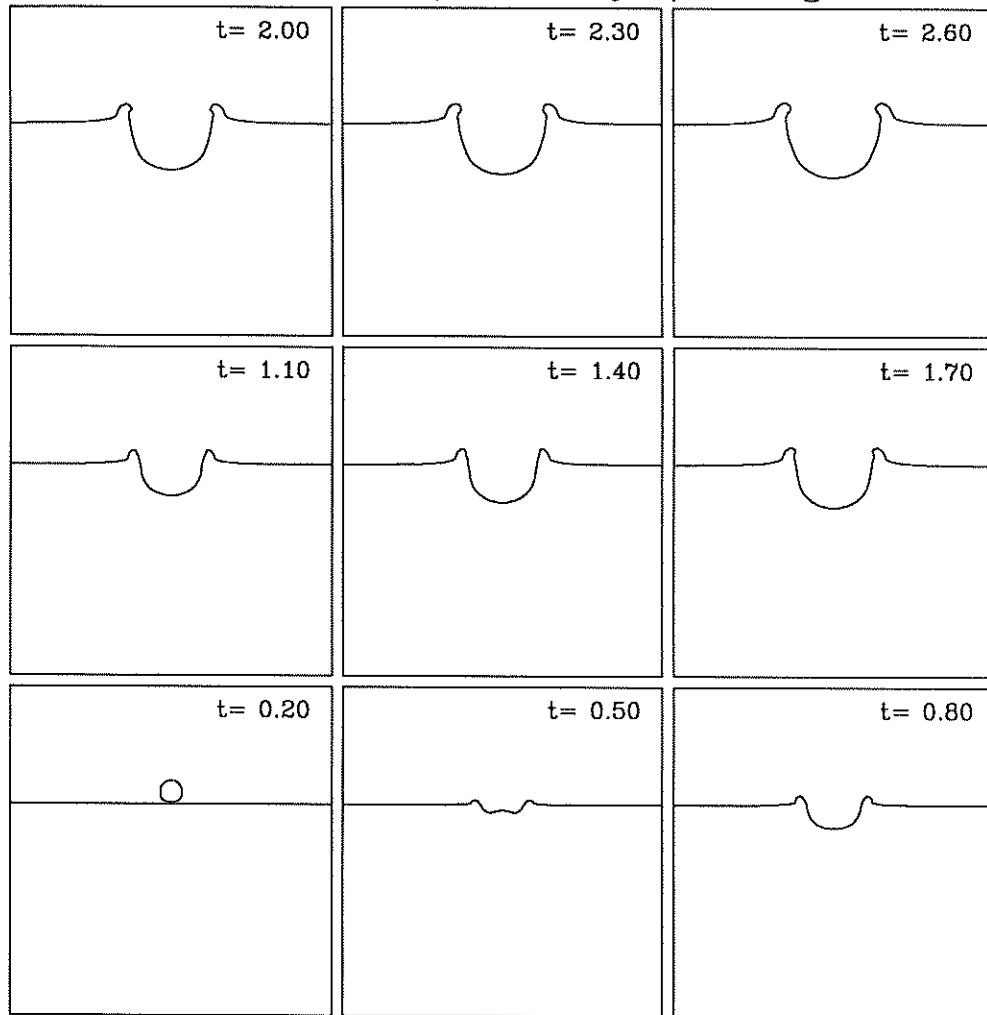 t= 2.00
t= 2.30
t= 2.60
t= 1.10
t= 1.40
t= 1.70
t= 0.20
t= 0.50
t= 0.80